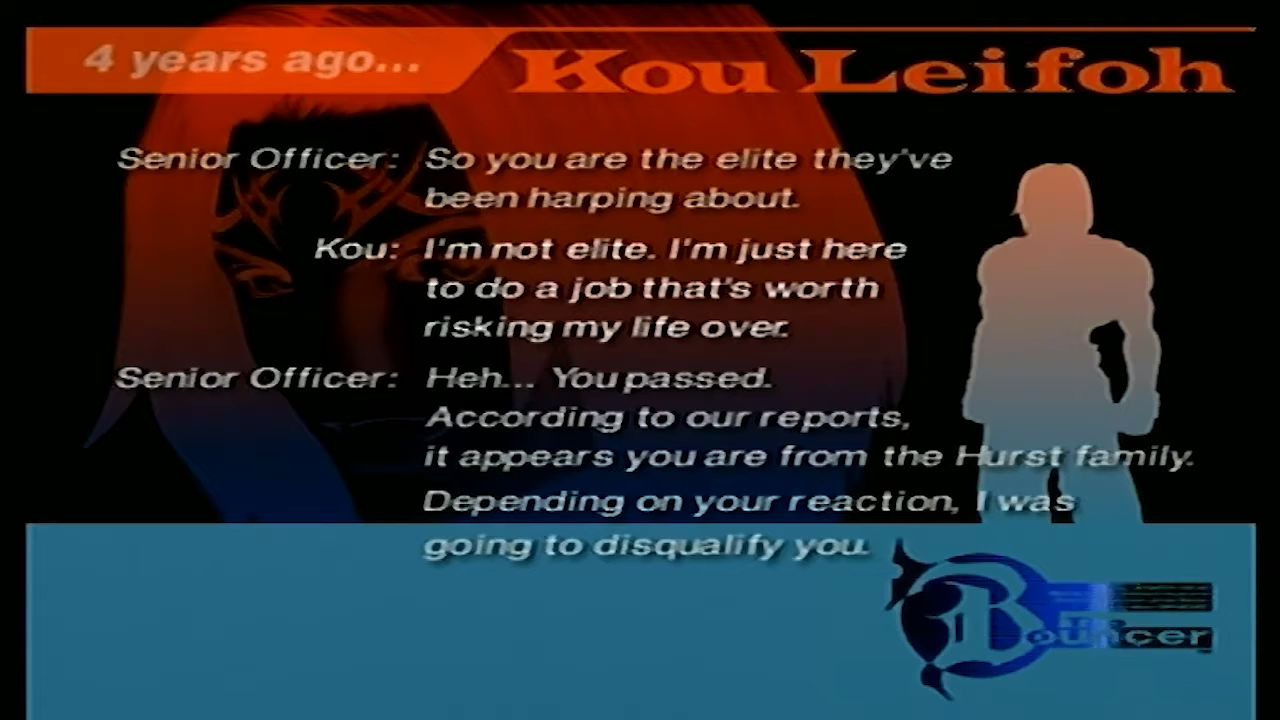 4 years ago...
Kou Leifoh
Senior Officer: So you are the elite they've
been harping about.
Kou: I'm not elite. I'm just here
to do a job that's worth
risking my life over.
Senior Officer: Heh... You passed.
According to our reports,
it appears you are from the Hurst family.
Depending on your reaction, I was
going to disqualify you.
Bouncer